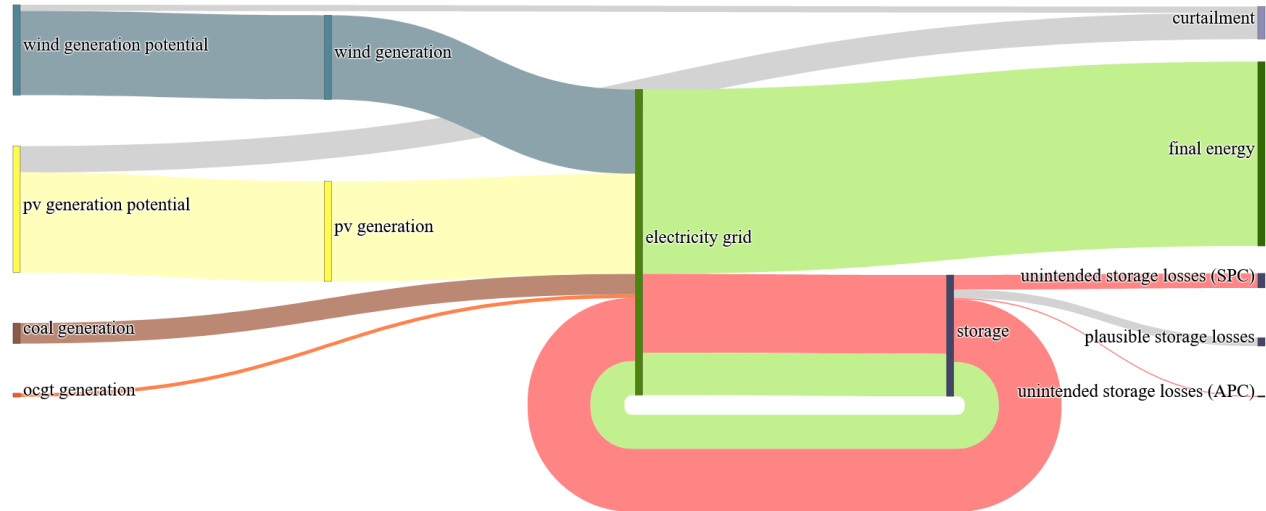 curtailment
wind generation potential
wind generation
final energy
pv generation potential
pv generation
electricity grid
unintended storage losses (SPC)
coal generation
storage
plausible storage losses
ocgt generation
unintended storage losses (APC)